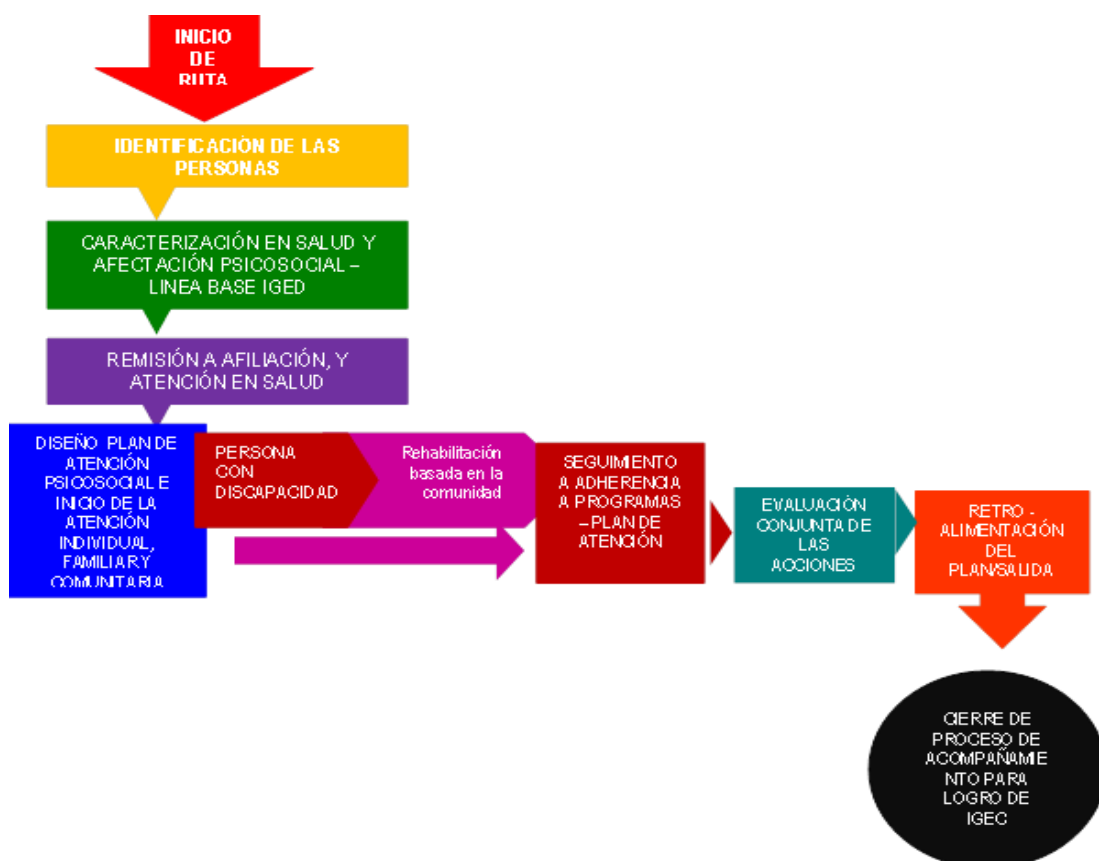 INICIO
DE
RUTA
IDENTIFICACIÓN DE LAS
PERSONAS
CARACTERIZACIÓN EN SALUD Y
AFECTACIÓN PSICOSOCIAL –
LINEA BASE IGED
REMISIÓN A AFILIACIÓN, Y
ATENCIÓN EN SALUD
DISEÑO PLAN DE
ATENCIÓN
PSICOSOCIAL E
INICIO DE LA
ATENCIÓN
INDIVIDUAL,
FAMILIAR Y
COMUNITARIA
PERSONA
CON
DISCAPACIDAD
Rehabilitación
basada en la
comunidad
SEGUIMIENTO
A ADHERENCIA
A PROGRAMAS
– PLAN DE
ATENCIÓN
EVALUACIÓN
CONJUNTA DE
LAS
ACCIONES
RETRO -
ALIMENTACIÓN
DEL
PLAN/SALIDA
CIERRE DE
PROCESO DE
ACOMPAÑAMIE
NTO PARA
LOGRO DE
IGEC